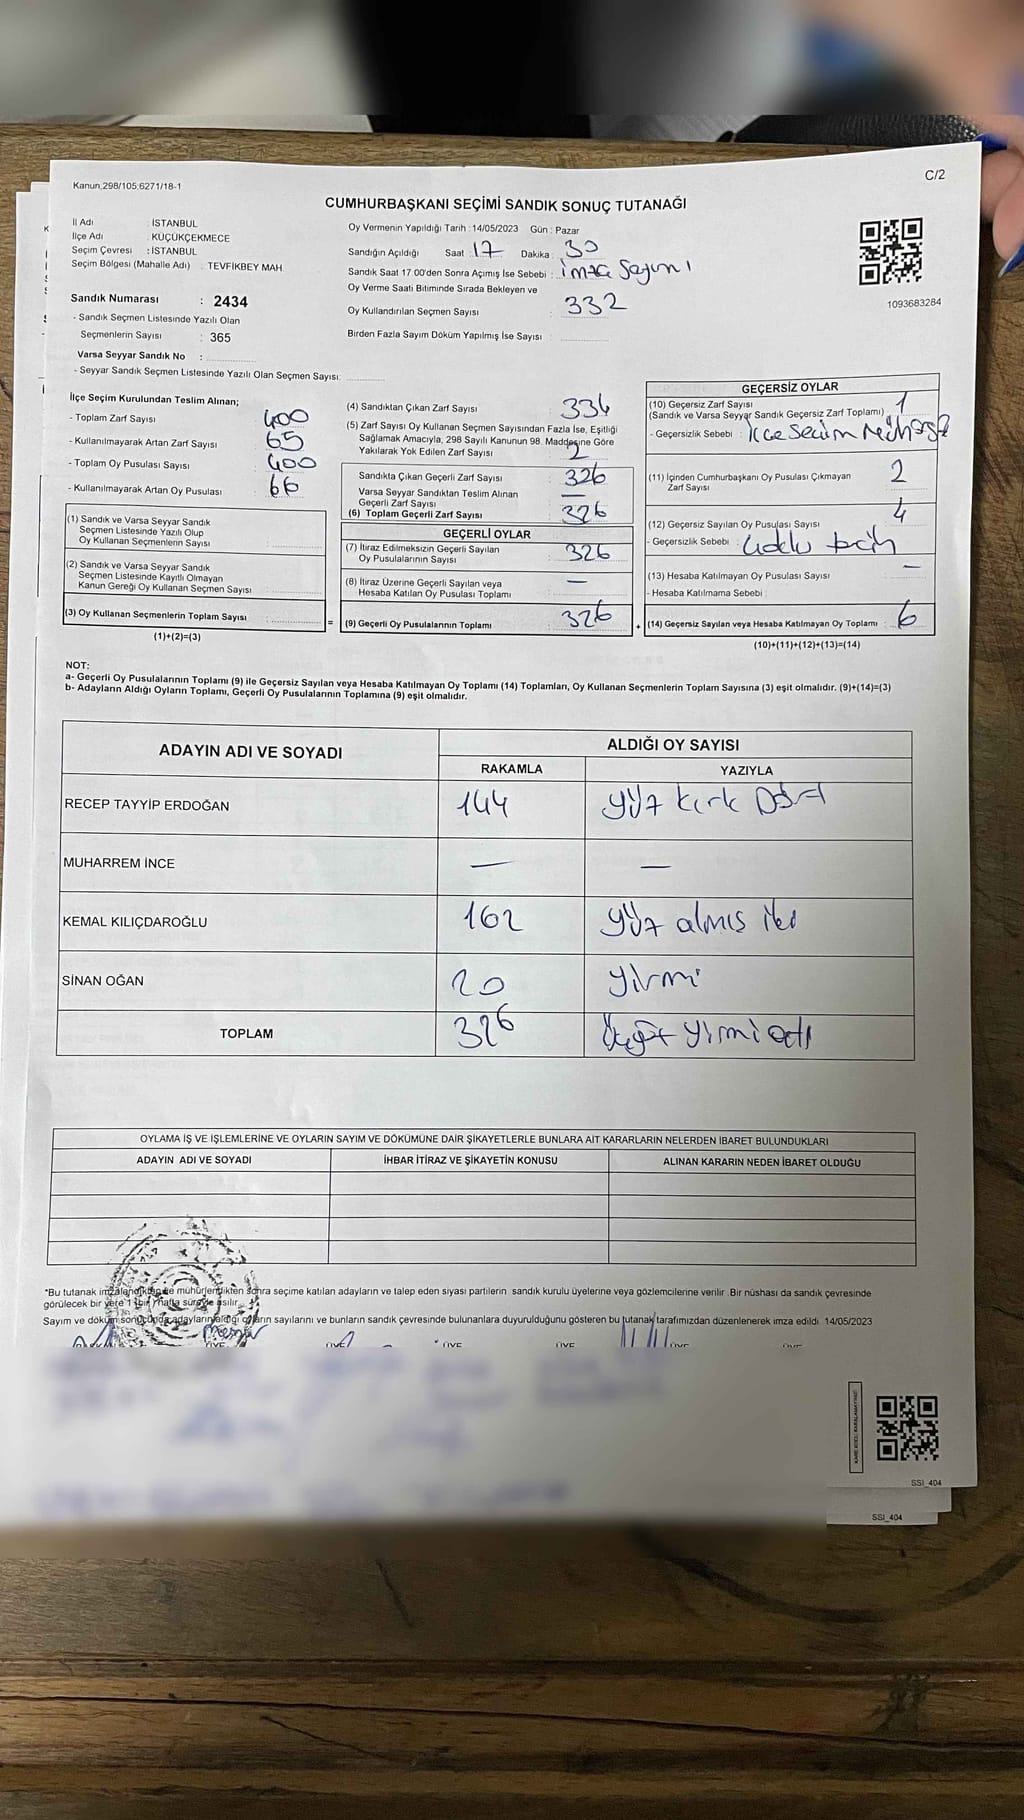 C/2
Kanun;298/105;6271/18-1
CUMHURBAŞKANI SEÇİMİ SANDIK SONUÇ TUTANAĞI
İl Adı : İSTANBUL
İlçe Adı : KÜÇÜKÇEKMECE
Seçim Çevresi : İSTANBUL
Seçim Bölgesi (Mahalle Adı) : TEVFİKBEY MAH.
Sandık Numarası : 2434
- Sandık Seçmen Listesinde Yazılı Olan
Seçmenlerin Sayısı : 365
Varsa Seyyar Sandık No :
- Seyyar Sandık Seçmen Listesinde Yazılı Olan Seçmen Sayısı:
Oy Vermenin Yapıldığı Tarih : 14/05/2023 Gün : Pazar
Sandığın Açıldığı Saat : 17 Dakika : 30
Sandık Saat 17:00'den Sonra Açımış İse Sebebi : imza Sayımı
Oy Verme Saati Bitiminde Sırada Bekleyen ve
Oy Kullandırılan Seçmen Sayısı : 332
Birden Fazla Sayım Döküm Yapılmış İse Sayısı :
1093683284
İlçe Seçim Kurulundan Teslim Alınan;
- Toplam Zarf Sayısı : 400
- Kullanılmayarak Artan Zarf Sayısı : 65
- Toplam Oy Pusulası Sayısı : 400
- Kullanılmayarak Artan Oy Pusulası : 66
(1) Sandık ve Varsa Seyyar Sandık
Seçmen Listesinde Yazılı Olup
Oy Kullanan Seçmenlerin Sayısı :
(2) Sandık ve Varsa Seyyar Sandık
Seçmen Listesinde Kayıtlı Olmayan
Kanun Gereği Oy Kullanan Seçmen Sayısı :
(3) Oy Kullanan Seçmenlerin Toplam Sayısı :
(1)+(2)=(3)
(4) Sandıktan Çıkan Zarf Sayısı : 334
(5) Zarf Sayısı Oy Kullanan Seçmen Sayısından Fazla İse, Eşitliği
Sağlamak Amacıyla, 298 Sayılı Kanunun 98. Maddesine Göre
Yakılarak Yok Edilen Zarf Sayısı : 2
Sandıkta Çıkan Geçerli Zarf Sayısı : 326
Varsa Seyyar Sandıktan Teslim Alınan
Geçerli Zarf Sayısı : —
(6) Toplam Geçerli Zarf Sayısı : 326
GEÇERLİ OYLAR
(7) İtiraz Edilmeksizin Geçerli Sayılan
Oy Pusulalarının Sayısı : 326
(8) İtiraz Üzerine Geçerli Sayılan veya
Hesaba Katılan Oy Pusulası Toplamı : —
(9) Geçerli Oy Pusulalarının Toplamı : 326
GEÇERSİZ OYLAR
(10) Geçersiz Zarf Sayısı : 1
(Sandık ve Varsa Seyyar Sandık Geçersiz Zarf Toplamı)
- Geçersizlik Sebebi : ilçe Seçim
(11) İçinden Cumhurbaşkanı Oy Pusulası Çıkmayan
Zarf Sayısı : 2
(12) Geçersiz Sayılan Oy Pusulası Sayısı : 4
- Geçersizlik Sebebi :
(13) Hesaba Katılmayan Oy Pusulası Sayısı : —
- Hesaba Katılmama Sebebi :
(14) Geçersiz Sayılan veya Hesaba Katılmayan Oy Toplamı : 6
(10)+(11)+(12)+(13)=(14)
NOT:
a- Geçerli Oy Pusulalarının Toplamı (9) ile Geçersiz Sayılan veya Hesaba Katılmayan Oy Toplamı (14) Toplamları, Oy Kullanan Seçmenlerin Toplam Sayısına (3) eşit olmalıdır. (9)+(14)=(3)
b- Adayların Aldığı Oyların Toplamı, Geçerli Oy Pusulalarının Toplamına (9) eşit olmalıdır.
ADAYIN ADI VE SOYADI ALDIĞI OY SAYISI
RAKAMLA YAZIYLA
RECEP TAYYİP ERDOĞAN 144 yüz kırk Dört
MUHARREM İNCE — —
KEMAL KILIÇDAROĞLU 162 yüz almış iki
SİNAN OĞAN 20 yirmi
TOPLAM 326 Üçyüz yirmi altı
OYLAMA İŞ VE İŞLEMLERİNE VE OYLARIN SAYIM VE DÖKÜMÜNE DAİR ŞİKAYETLERLE BUNLARA AİT KARARLARIN NELERDEN İBARET BULUNDUKLARI
ADAYIN ADI VE SOYADI İHBAR İTİRAZ VE ŞİKAYETİN KONUSU ALINAN KARARIN NEDEN İBARET OLDUĞU
*Bu tutanak imzalandıktan ve mühürlendikten sonra seçime katılan adayların ve talep eden siyasi partilerin sandık kurulu üyelerine veya gözlemcilerine verilir. Bir nüshası da sandık çevresinde
görülecek bir yere 1 (bir) hafta süreyle asılır.
Sayım ve döküm sonucunda adayların aldığı oyların sayılarını ve bunların sandık çevresinde bulunanlara duyurulduğunu gösteren bu tutanak tarafımızdan düzenlenerek imza edildi. 14/05/2023
ÜYE ÜYE ÜYE ÜYE ÜYE
KARE KODU KARALAMAYINIZ!
SSI_404
SSI_404